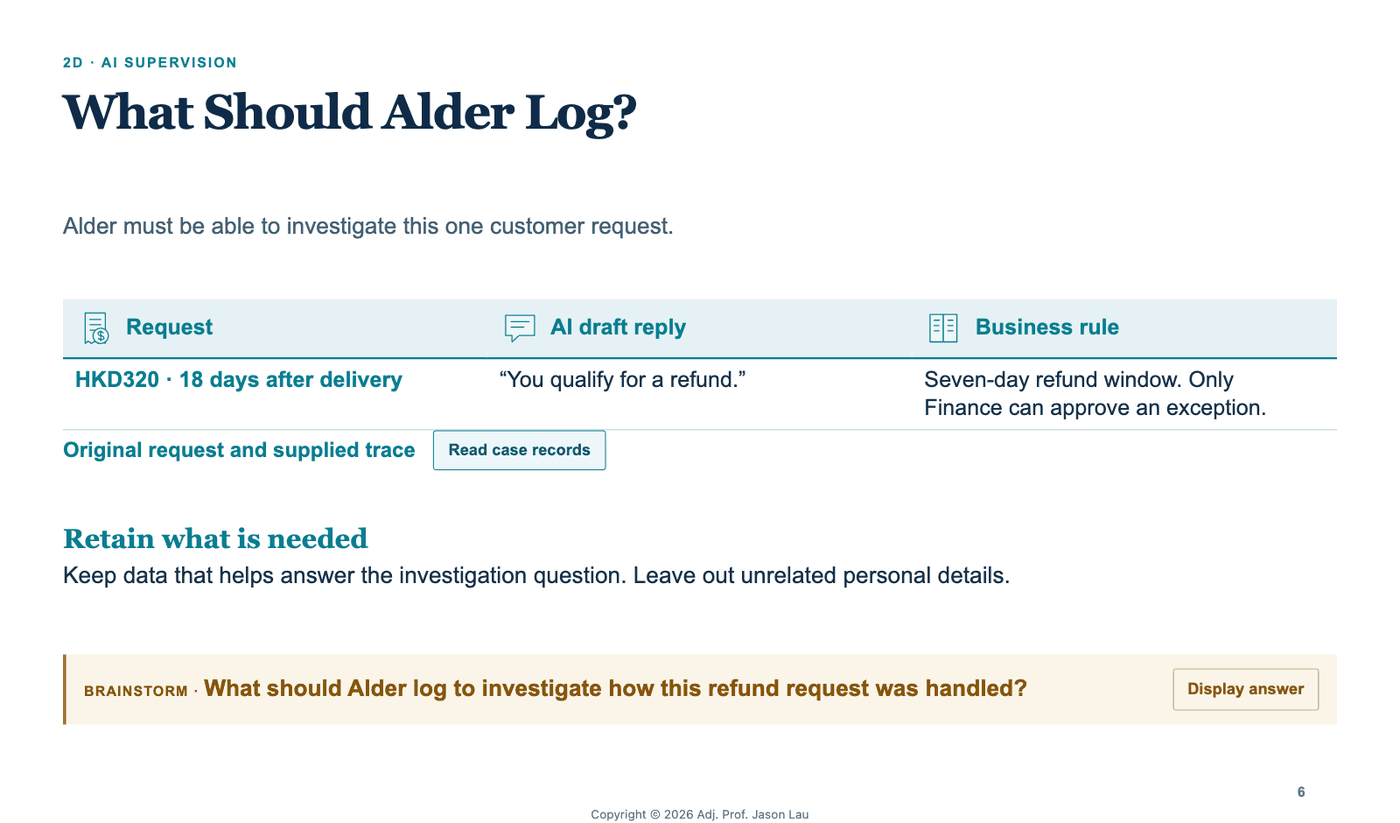 2D · AI SUPERVISION
What Should Alder Log?
Alder must be able to investigate this one customer request.
Request
AI draft reply
Business rule
HKD320 · 18 days after delivery
“You qualify for a refund.”
Seven-day refund window. Only
Finance can approve an exception.
Original request and supplied trace
Read case records
Retain what is needed
Keep data that helps answer the investigation question. Leave out unrelated personal details.
BRAINSTORM · What should Alder log to investigate how this refund request was handled?
Display answer
6
Copyright © 2026 Adj. Prof. Jason Lau